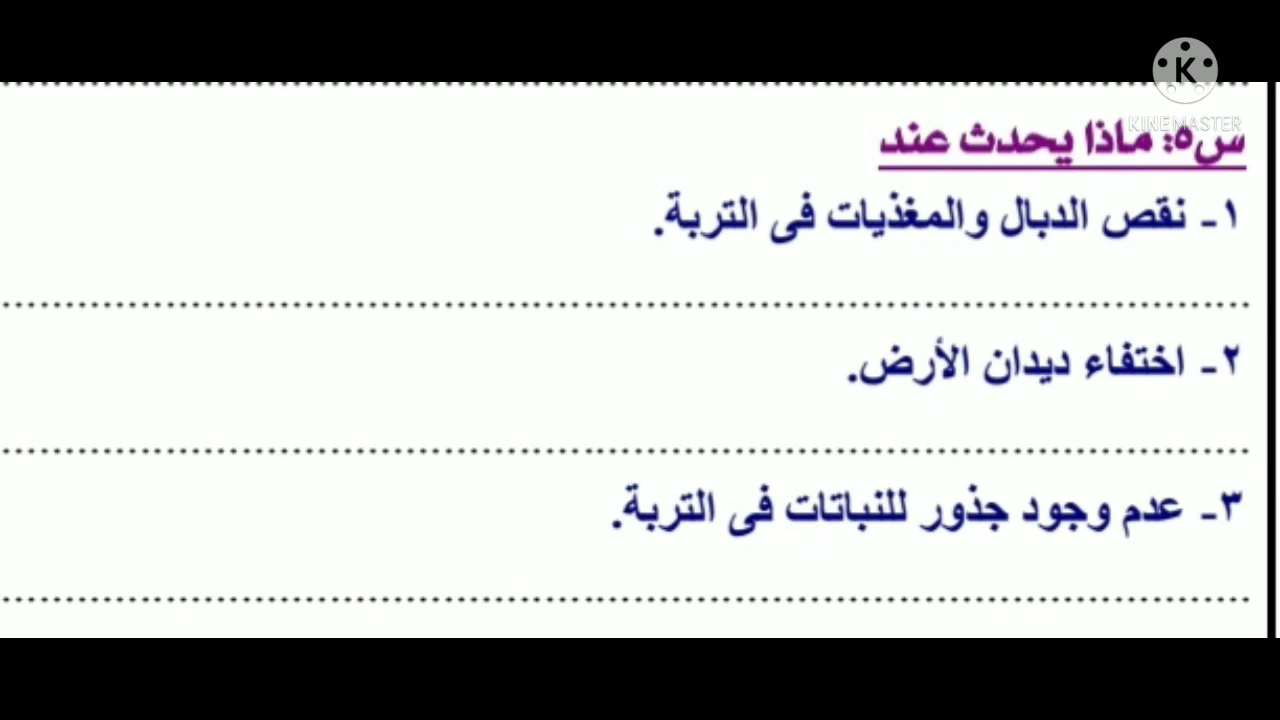 K
KINEMASTER
س٥: ماذا يحدث عند
١- نقص الدبال والمغذيات فى التربة.
٢- اختفاء ديدان الأرض.
٣- عدم وجود جذور للنباتات فى التربة.